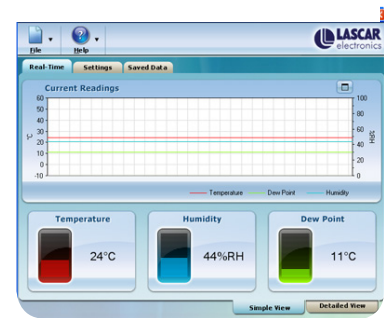 LASCAR
electronics
File
Help
Real-Time
Settings
Saved Data
Current Readings
60
50
40
30
20
10
0
-10
°C
100
80
60
40
20
0
%RH
Temperature
Dew Point
Humidity
Temperature
Humidity
Dew Point
24°C
44%RH
11°C
Simple View
Detailed View